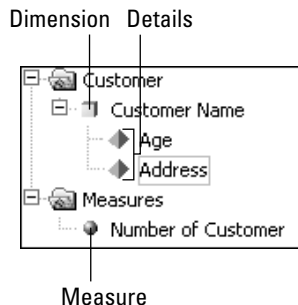 Dimension Details
Customer
Customer Name
Age
Address
Measures
Number of Customer
Measure